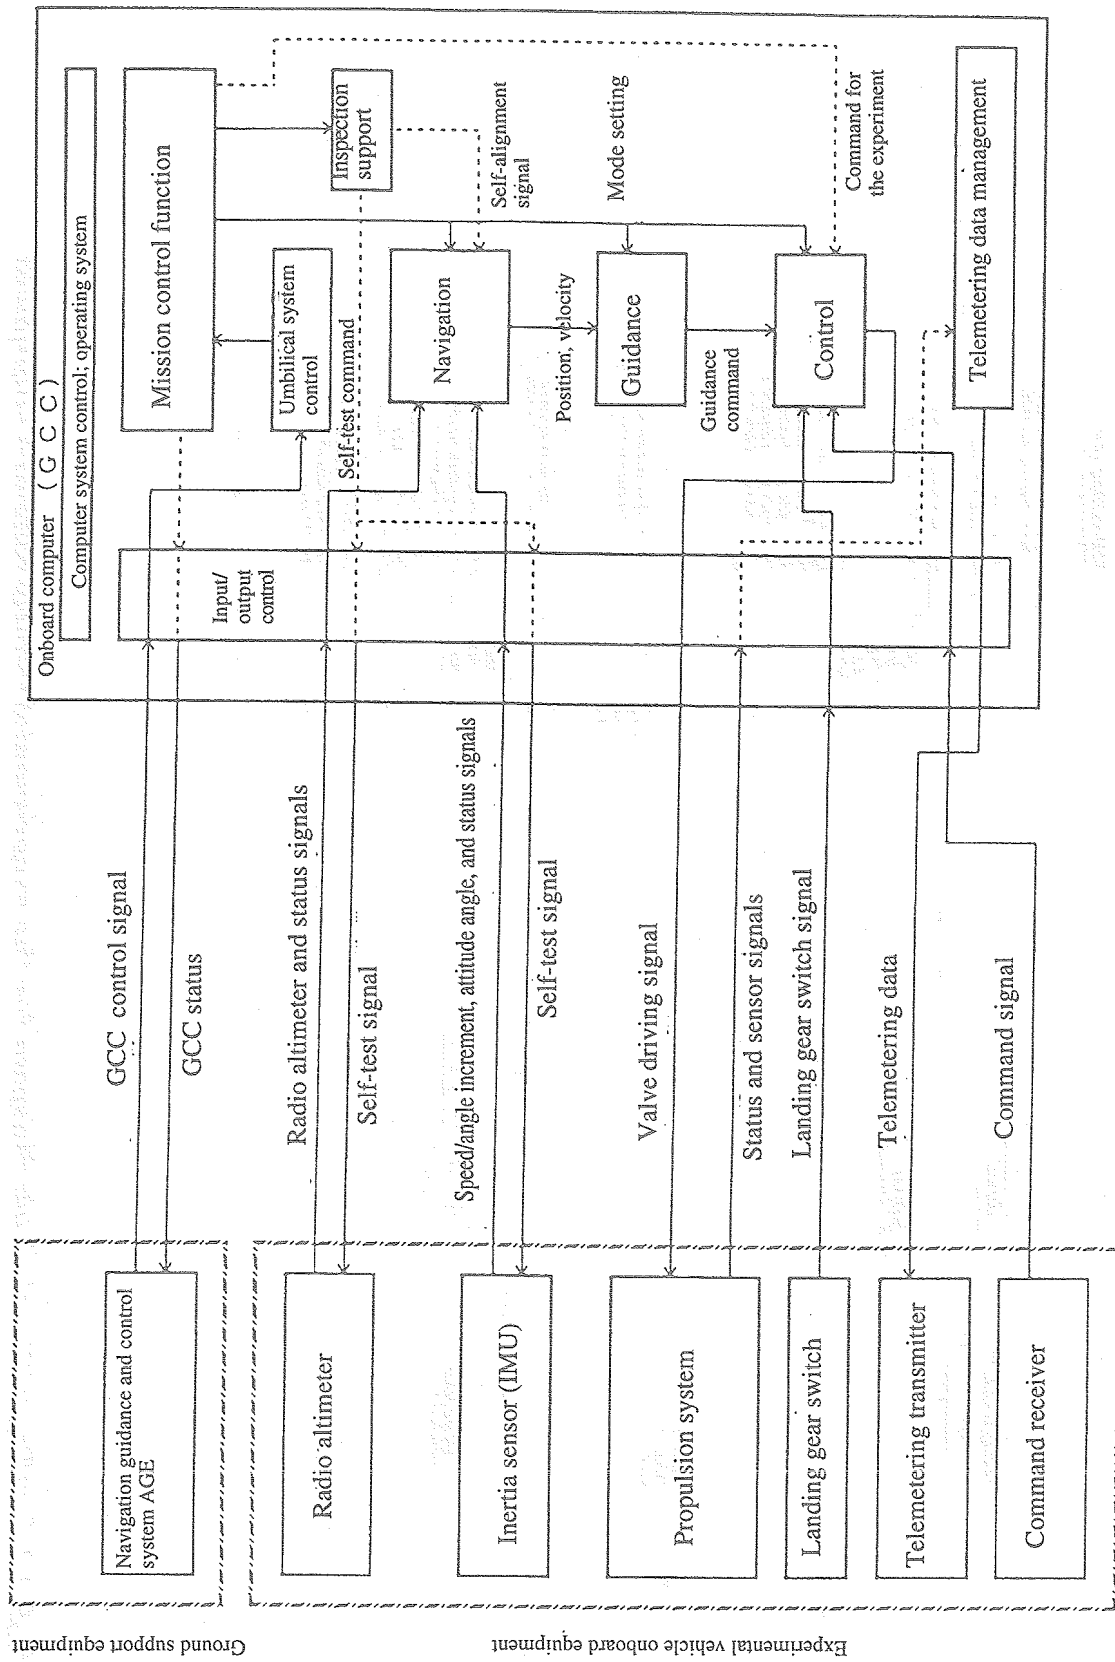 Onboard computer ( G C C )
Computer system control; operating system
Mission control function
Inspection
support
Umbilical system
control
Self-test command
Self-alignment
signal
Navigation
Position, velocity
Mode setting
Guidance
Guidance
command
Control
Command for
the experiment
Telemetering data management
Input/
output
control
GCC control signal
GCC status
Radio altimeter and status signals
Self-test signal
Speed/angle increment, attitude angle, and status signals
Self-test signal
Valve driving signal
Status and sensor signals
Landing gear switch signal
Telemetering data
Command signal
Navigation guidance and control
system AGE
Radio altimeter
Inertia sensor (IMU)
Propulsion system
Landing gear switch
Telemetering transmitter
Command receiver
Ground support equipment
Experimental vehicle onboard equipment